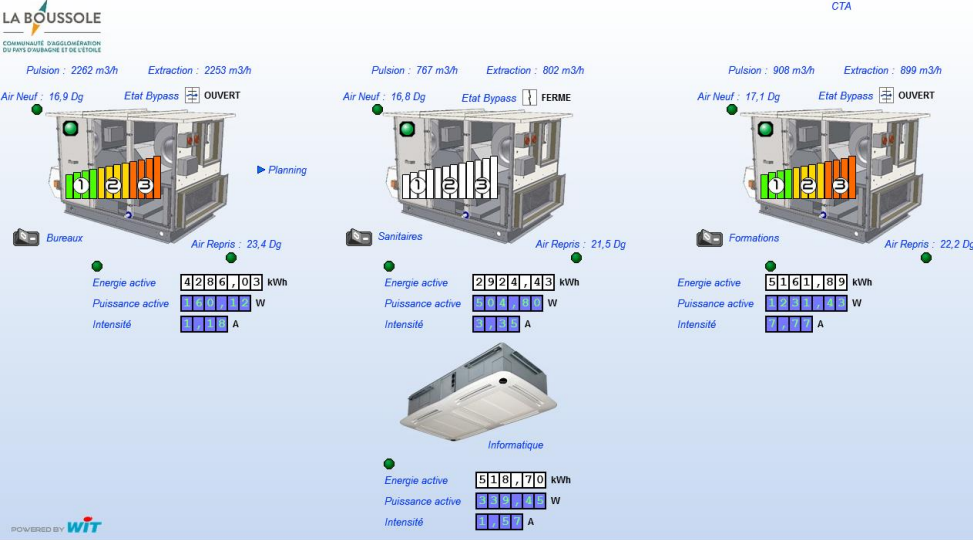 LA BOUSSOLE
COMMUNAUTÉ D'AGGLOMÉRATION
DU PAYS D'AUBAGNE ET DE L'ÉTOILE
CTA
Pulsion : 2262 m3/h Extraction : 2253 m3/h
Air Neuf : 16,9 Dg Etat Bypass OUVERT
1 2 3
Planning
Bureaux
Air Repris : 23,4 Dg
Energie active 4286,03 kWh
Puissance active 160,12 W
Intensité 1,18 A
Pulsion : 767 m3/h Extraction : 802 m3/h
Air Neuf : 16,8 Dg Etat Bypass FERME
1 2 3
Sanitaires
Air Repris : 21,5 Dg
Energie active 2924,43 kWh
Puissance active 504,80 W
Intensité 3,35 A
Pulsion : 908 m3/h Extraction : 899 m3/h
Air Neuf : 17,1 Dg Etat Bypass OUVERT
1 2 3
Formations
Air Repris : 22,2 Dg
Energie active 5161,89 kWh
Puissance active 1231,43 W
Intensité 7,77 A
Informatique
Energie active 518,70 kWh
Puissance active 339,45 W
Intensité 1,57 A
POWERED BY WIT